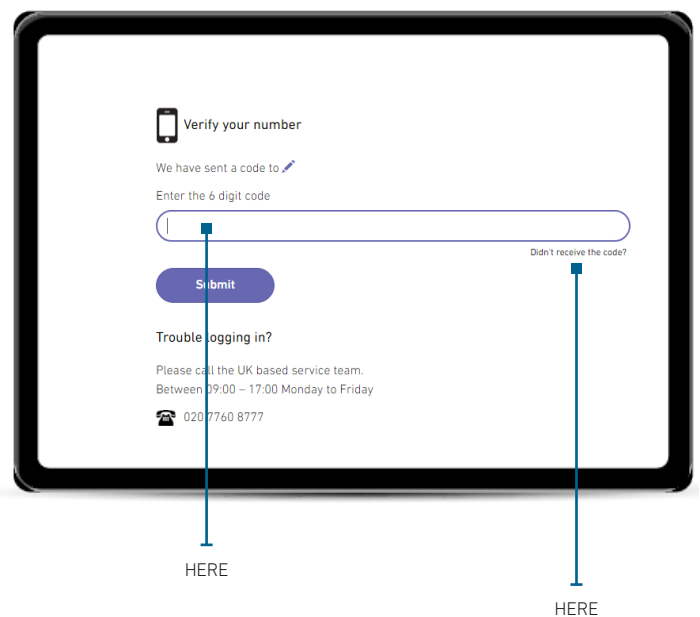 Verify your number
We have sent a code to
Enter the 6 digit code
Didn't receive the code?
Submit
Trouble logging in?
Please call the UK based service team.
Between 09:00 – 17:00 Monday to Friday
020 7760 8777
HERE
HERE